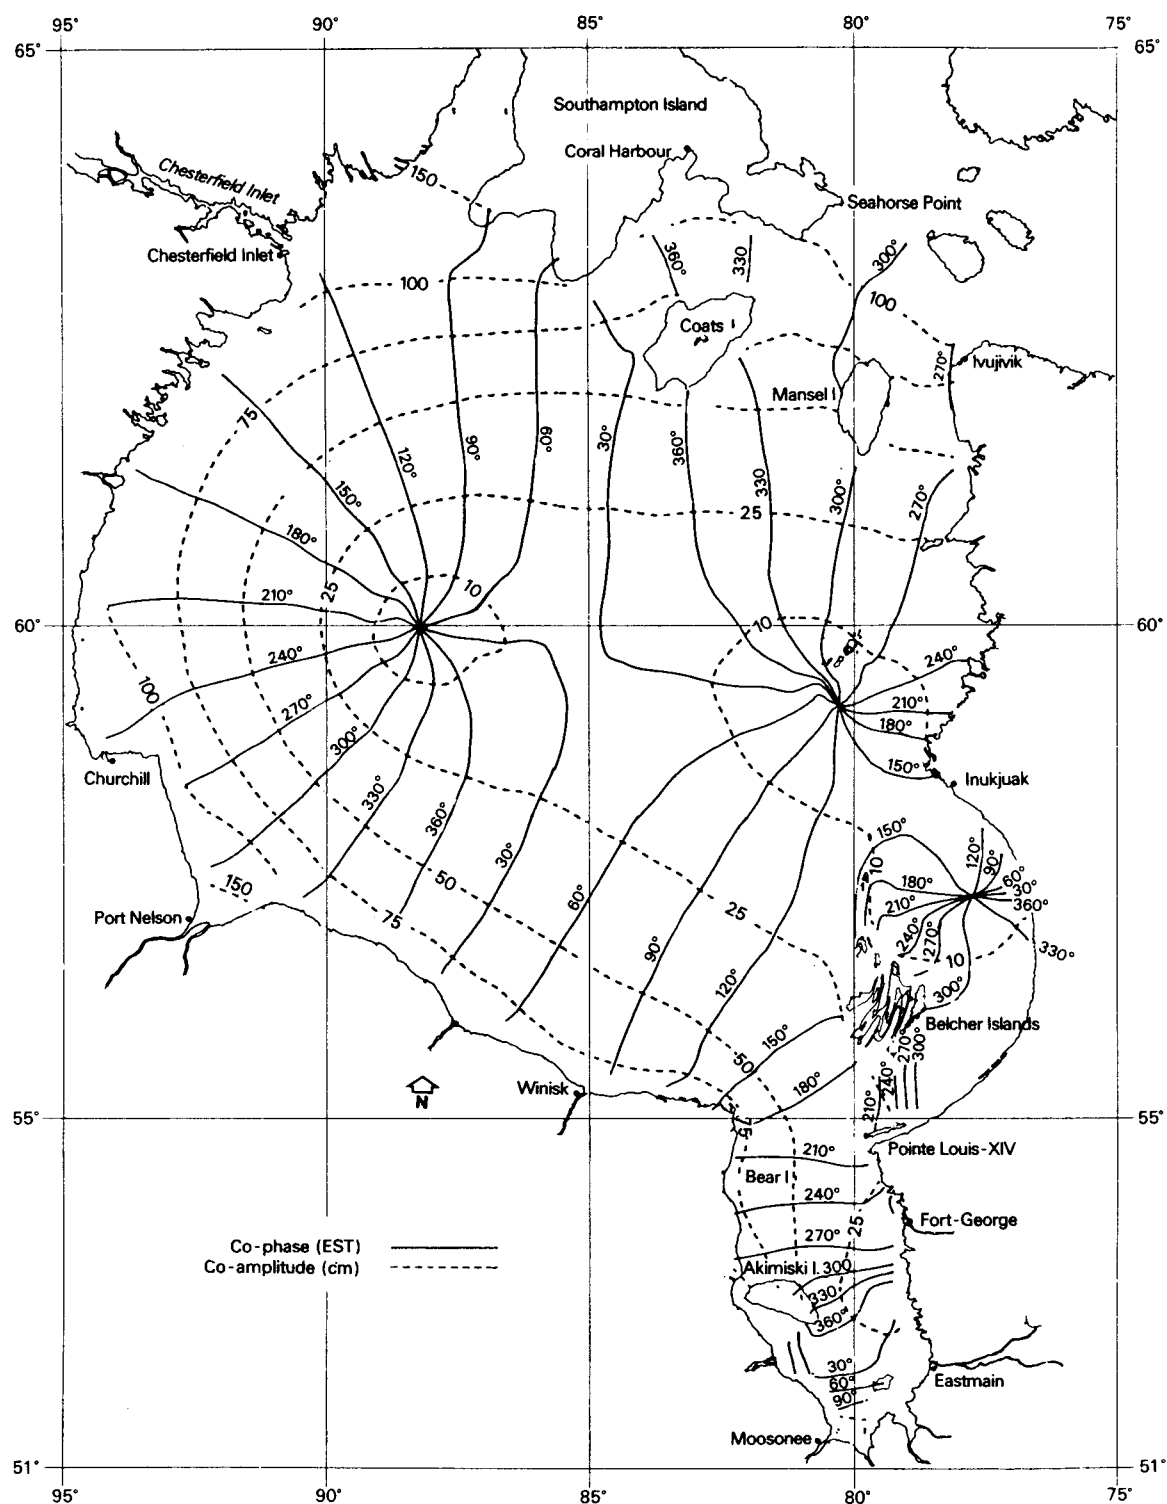 95° 90° 85° 80° 75°
65° 65°
Southampton Island
Coral Harbour
150
Chesterfield Inlet
Seahorse Point
Chesterfield Inlet
360° 330 300°
100 100
Coats I
Ivujivik
270°
Mansel I
75
30° 360° 330 300° 270°
120° 90° 60°
150°
25
180°
25 10
210°
10
60° 60°
240° 240°
100
270° 210°
180°
300°
150°
Churchill
Inukjuak
330° 360° 150°
30° 120° 90°
10
50 180° 60°
30°
150 60° 210° 360°
75 25
Port Nelson
240° 270°
90° 330°
10
120° 300°
Belcher Islands
150° 270° 300°
50
N
Winisk
180° 240°
210°
55° 55°
75
Pointe Louis-XIV
210°
Bear I
240°
25
Fort-George
Co-phase (EST)
270°
Co-amplitude (cm)
Akimiski I. 300
330
360°
30°
60°
Eastmain
90°
Moosonee
51° 51°
95° 90° 85° 80° 75°